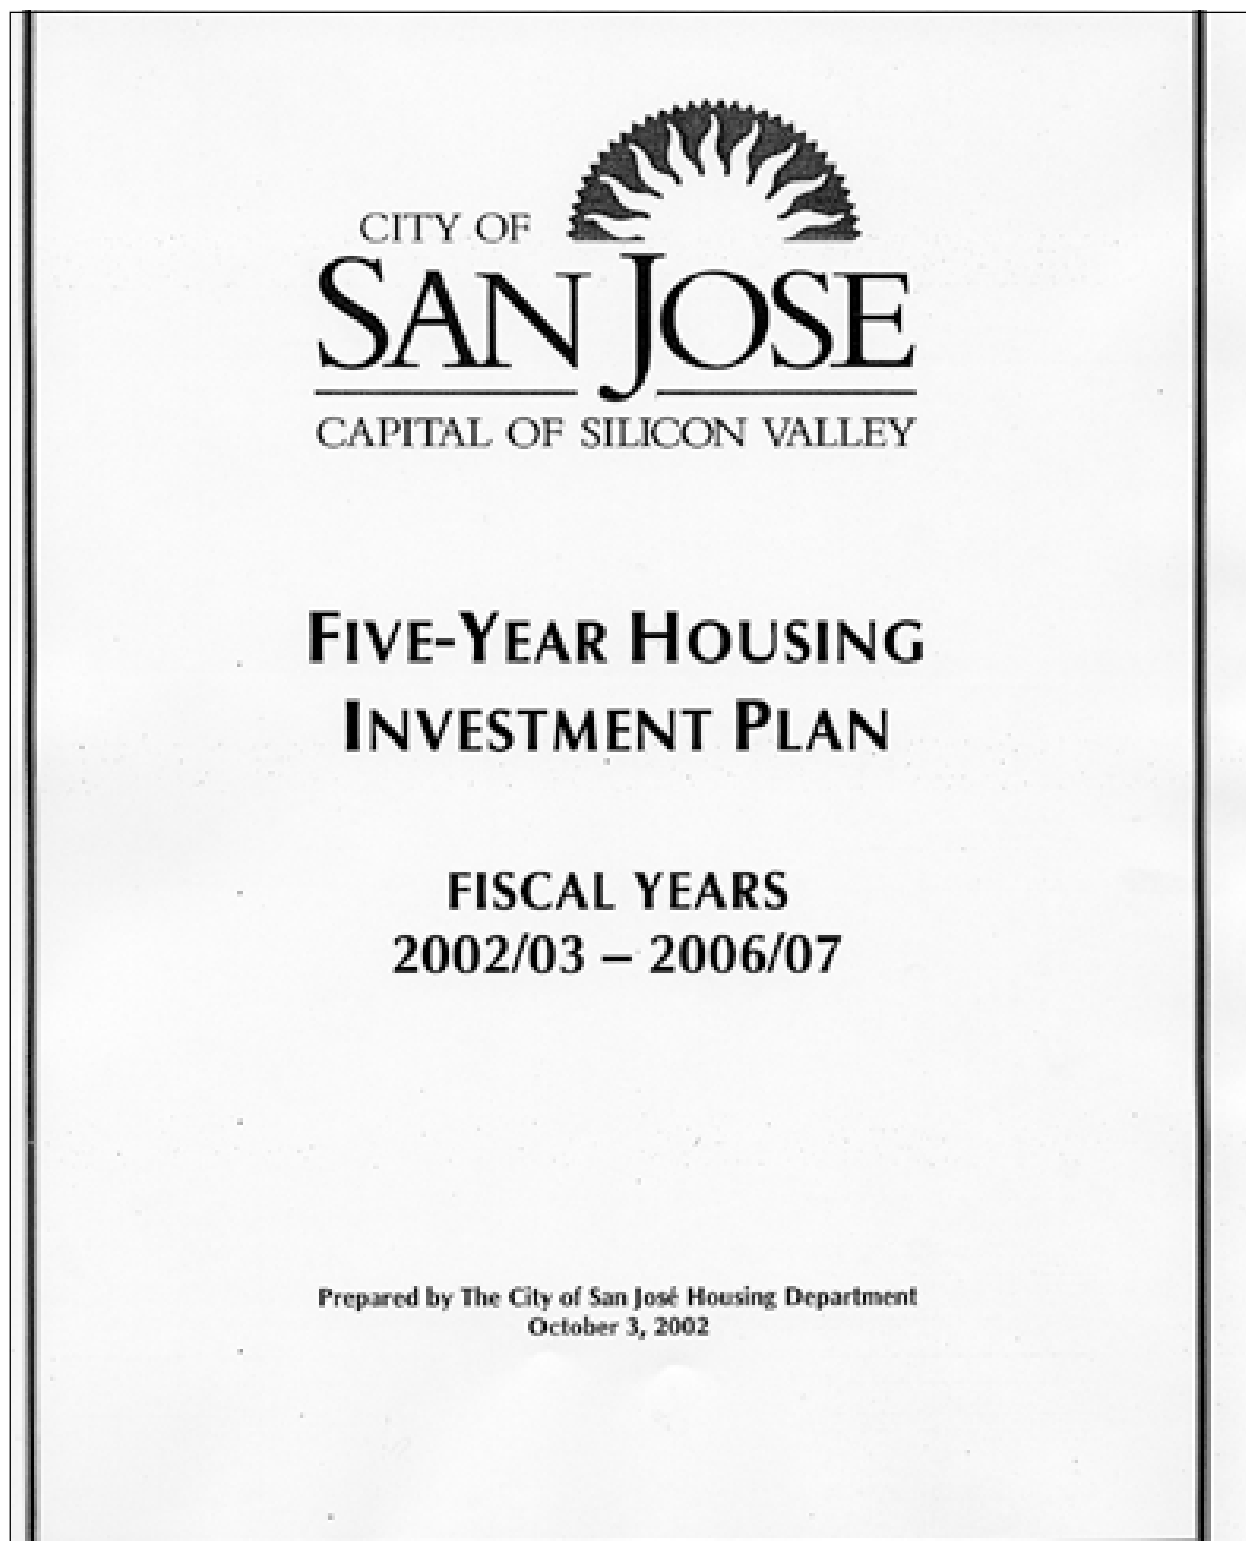 CITY OF
SAN JOSE
CAPITAL OF SILICON VALLEY
FIVE-YEAR HOUSING
INVESTMENT PLAN
FISCAL YEARS
2002/03 – 2006/07
Prepared by The City of San José Housing Department
October 3, 2002